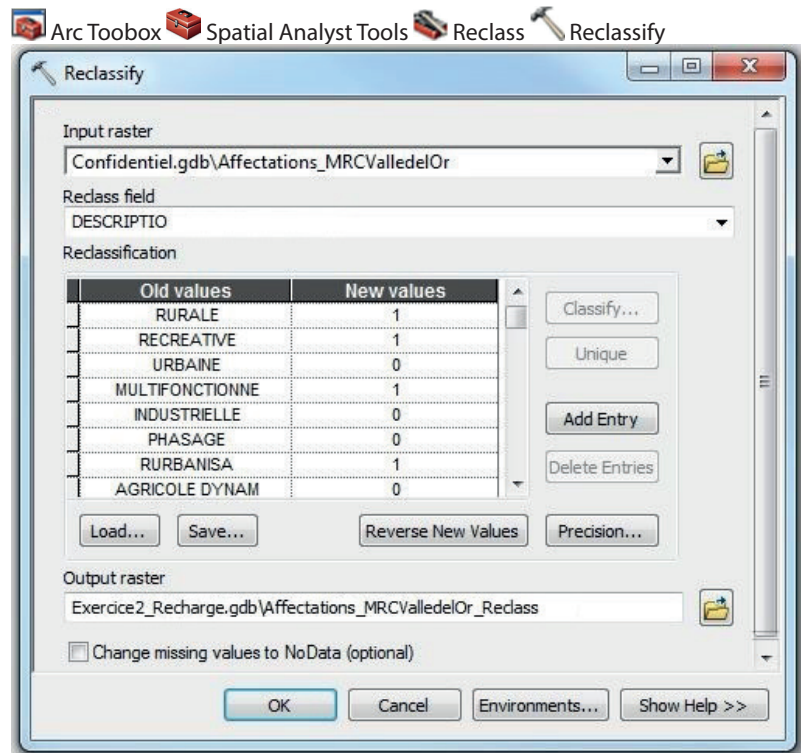 Arc Toobox Spatial Analyst Tools Reclass Reclassify
Reclassify
Input raster
Confidentiel.gdb\Affectations_MRCValledelOr
Reclass field
DESCRIPTIO
Reclassification
Old values New values
RURALE 1
RECREATIVE 1
URBAINE 0
MULTIFONCTIONNE 1
INDUSTRIELLE 0
PHASAGE 0
RURBANISA 1
AGRICOLE DYNAM 0
Classify...
Unique
Add Entry
Delete Entries
Load... Save... Reverse New Values Precision...
Output raster
Exercice2_Recharge.gdb\Affectations_MRCValledelOr_Reclass
Change missing values to NoData (optional)
OK Cancel Environments... Show Help >>